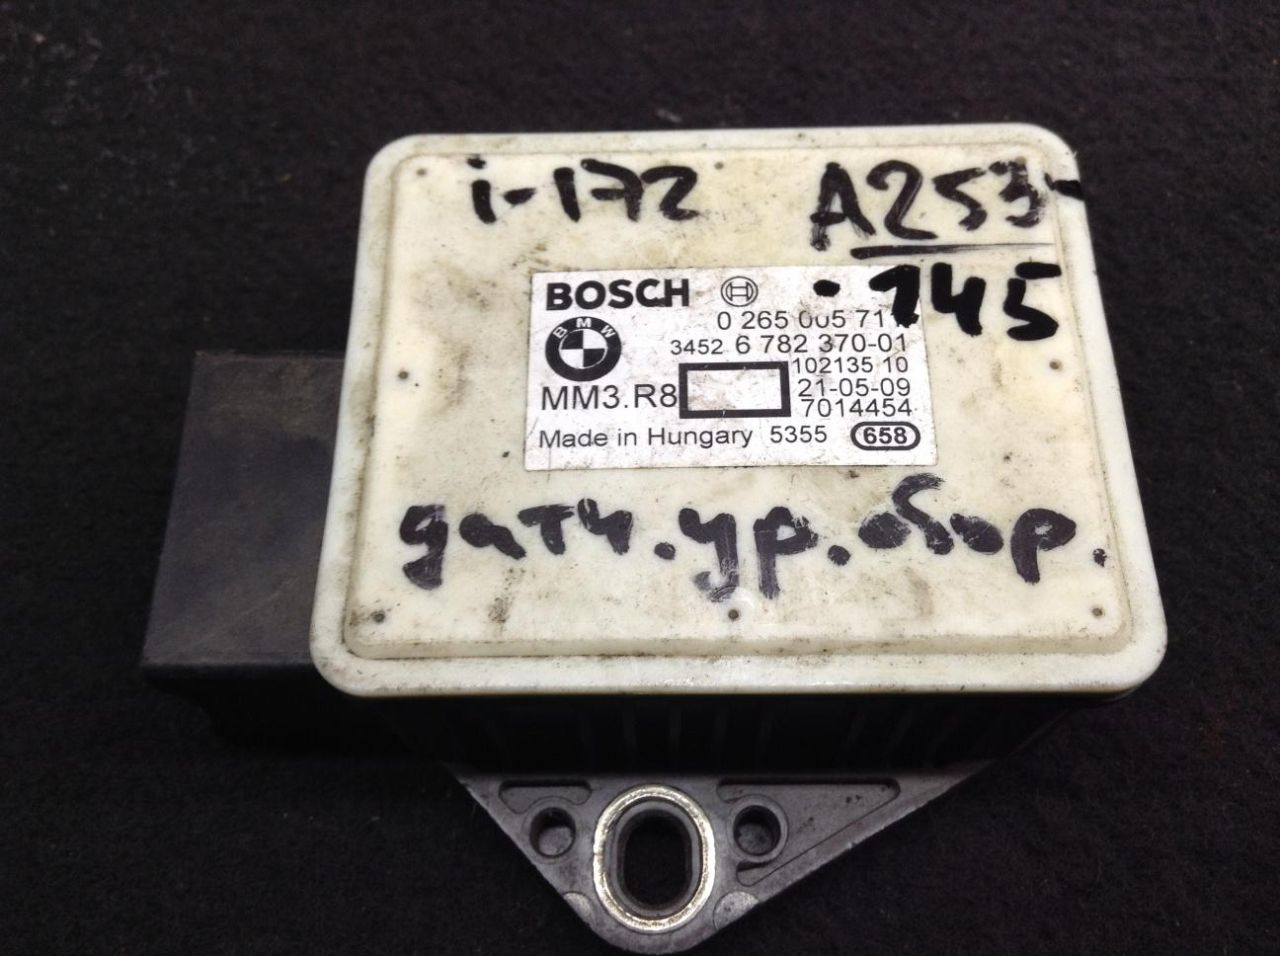 i-172 A253-
BOSCH .145
BMW 0 265 005 71
3452 6 782 370-01
102135 10
MM3.R8 21-05-09
7014454
Made in Hungary 5355 658
датч.ур.обор.